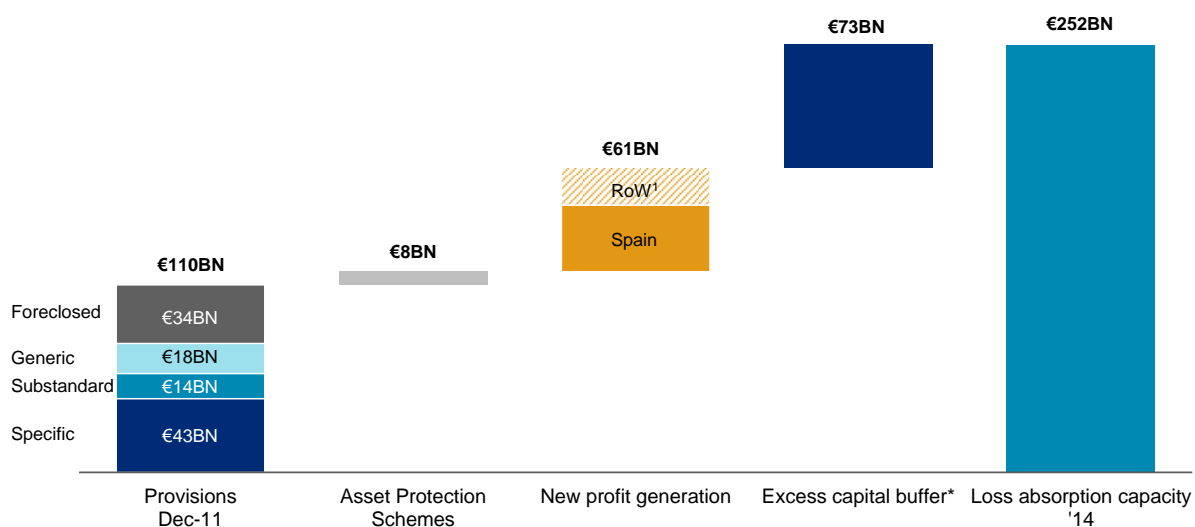 €73BN
€252BN
€61BN
RoW¹
Spain
€8BN
€110BN
Foreclosed
€34BN
Generic
€18BN
Substandard
€14BN
Specific
€43BN
Provisions
Dec-11
Asset Protection
Schemes
New profit generation
Excess capital buffer*
Loss absorption capacity
'14